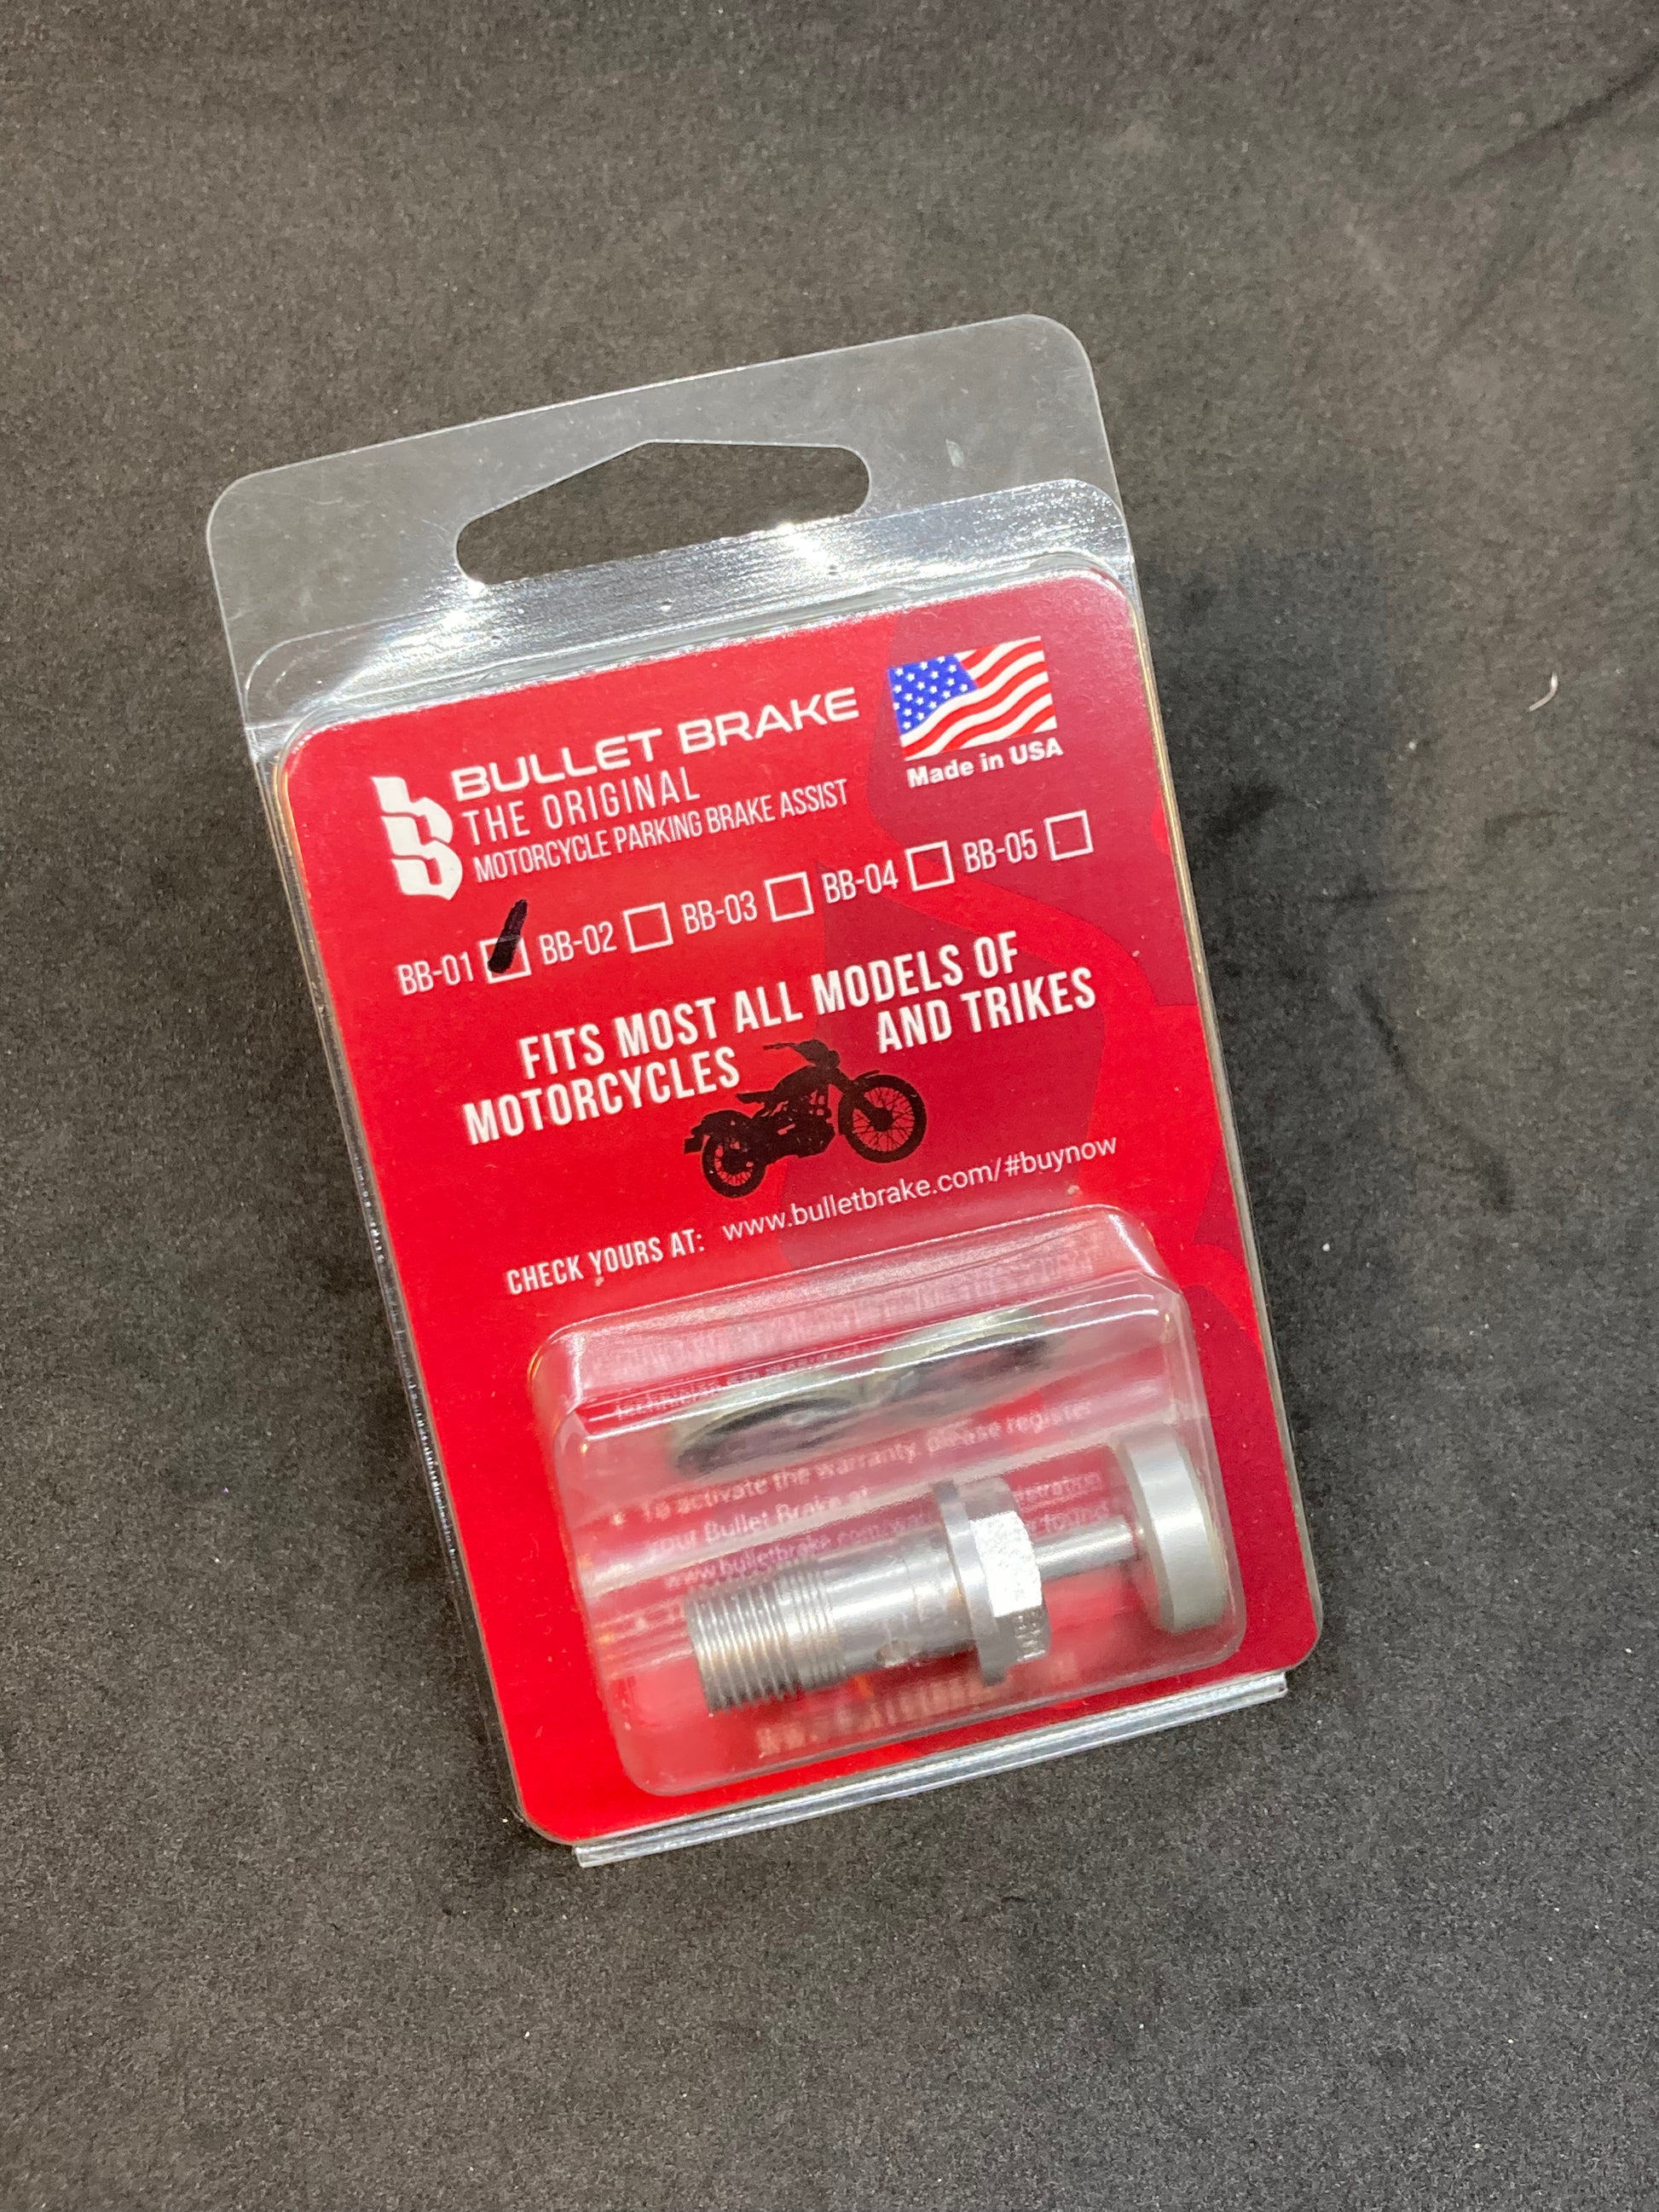 BULLET BRAKE
THE ORIGINAL
MOTORCYCLE PARKING BRAKE ASSIST
Made in USA
BB-01 BB-02 BB-03 BB-04 BB-05
FITS MOST ALL MODELS OF
MOTORCYCLES AND TRIKES
CHECK YOURS AT: www.bulletbrake.com/#buynow
To activate the warranty, please register
your Bullet Brake at